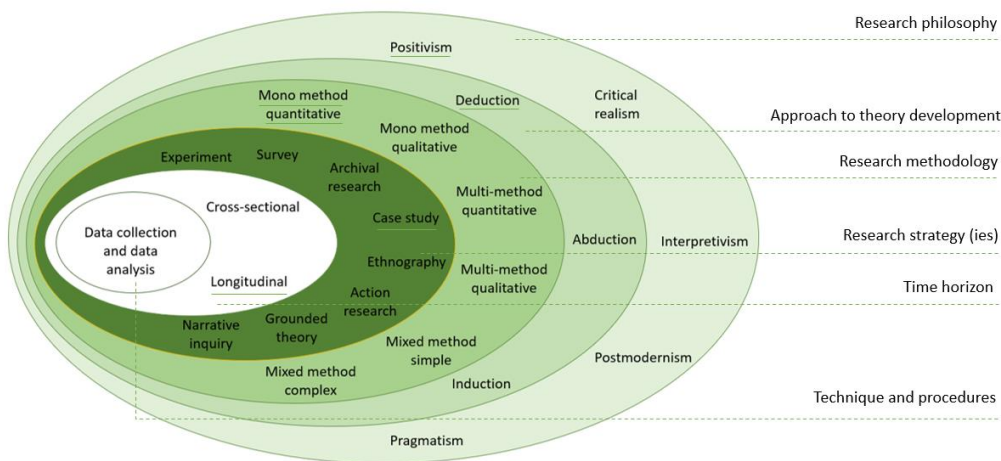 Research philosophy
Positivism
Critical
realism
Interpretivism
Postmodernism
Pragmatism
Approach to theory development
Deduction
Abduction
Induction
Research methodology
Mono method
quantitative
Mono method
qualitative
Multi-method
quantitative
Multi-method
qualitative
Mixed method
simple
Mixed method
complex
Research strategy (ies)
Experiment
Survey
Archival
research
Case study
Ethnography
Action
research
Grounded
theory
Narrative
inquiry
Time horizon
Cross-sectional
Longitudinal
Technique and procedures
Data collection
and data
analysis